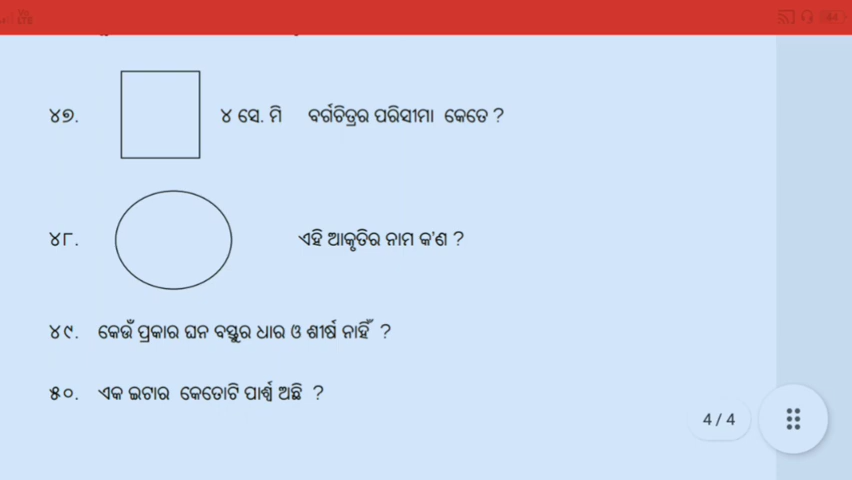 ୪୭. ୪ ସେ. ମି ବର୍ଗଚିତ୍ରର ପରିସୀମା କେତେ ?
୪୮. ଏହି ଆକୃତିର ନାମ କ'ଣ ?
୪୯. କେଉଁ ପ୍ରକାର ଘନ ବସ୍ତୁର ଧାର ଓ ଶୀର୍ଷ ନାହିଁ ?
୫୦. ଏକ ଇଟାର କେତୋଟି ପାର୍ଶ୍ଵ ଅଛି ?
4 / 4